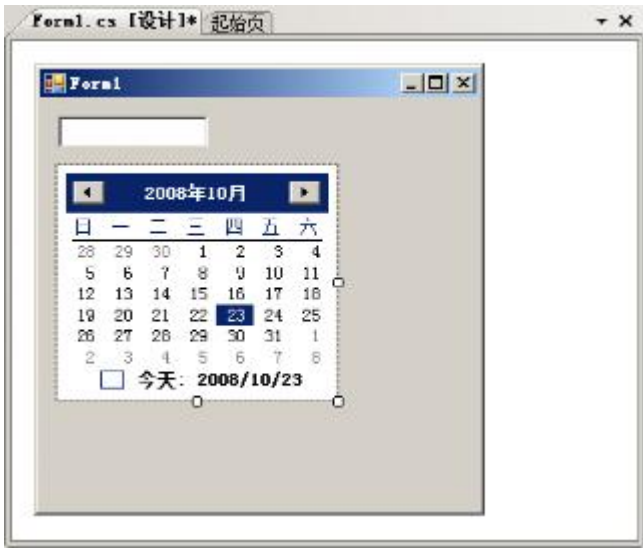 Form1.cs [设计]* 起始页
Form1
2008年10月
日 一 二 三 四 五 六
28 29 30 1 2 3 4
5 6 7 8 9 10 11
12 13 14 15 16 17 18
19 20 21 22 23 24 25
26 27 28 29 30 31 1
2 3 4 5 6 7 8
今天: 2008/10/23